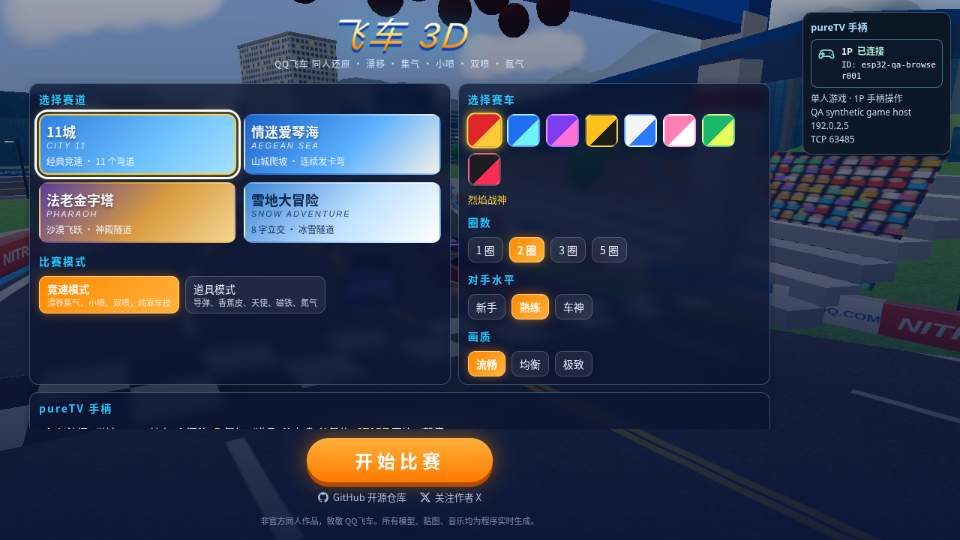 飞车 3D
QQ飞车 同人还原 • 漂移 • 集气 • 小喷 • 双喷 • 氮气
选择赛道
11城
CITY 11
经典竞速 • 11 个弯道
情迷爱琴海
AEGEAN SEA
山城爬坡 • 连续发卡弯
法老金字塔
PHARAOH
沙漠飞跃 • 神殿隧道
雪地大冒险
SNOW ADVENTURE
8 字立交 • 冰雪隧道
比赛模式
竞速模式
漂移集气、小喷、双喷，纯靠车技
道具模式
导弹、香蕉皮、天使、磁铁、氮气
选择赛车
烈焰战神
圈数
1 圈
2 圈
3 圈
5 圈
对手水平
新手
熟练
车神
画质
流畅
均衡
极致
pureTV 手柄
开始比赛
GitHub 开源仓库
关注作者 X
非官方同人作品，致敬 QQ飞车。所有模型、贴图、音乐均为程序实时生成。
pureTV 手柄
1P 已连接
ID: esp32-qa-browse
r001
单人游戏 · 1P 手柄操作
QA synthetic game host
192.0.2.5
TCP 63485
NITR
Q.COM
NITR